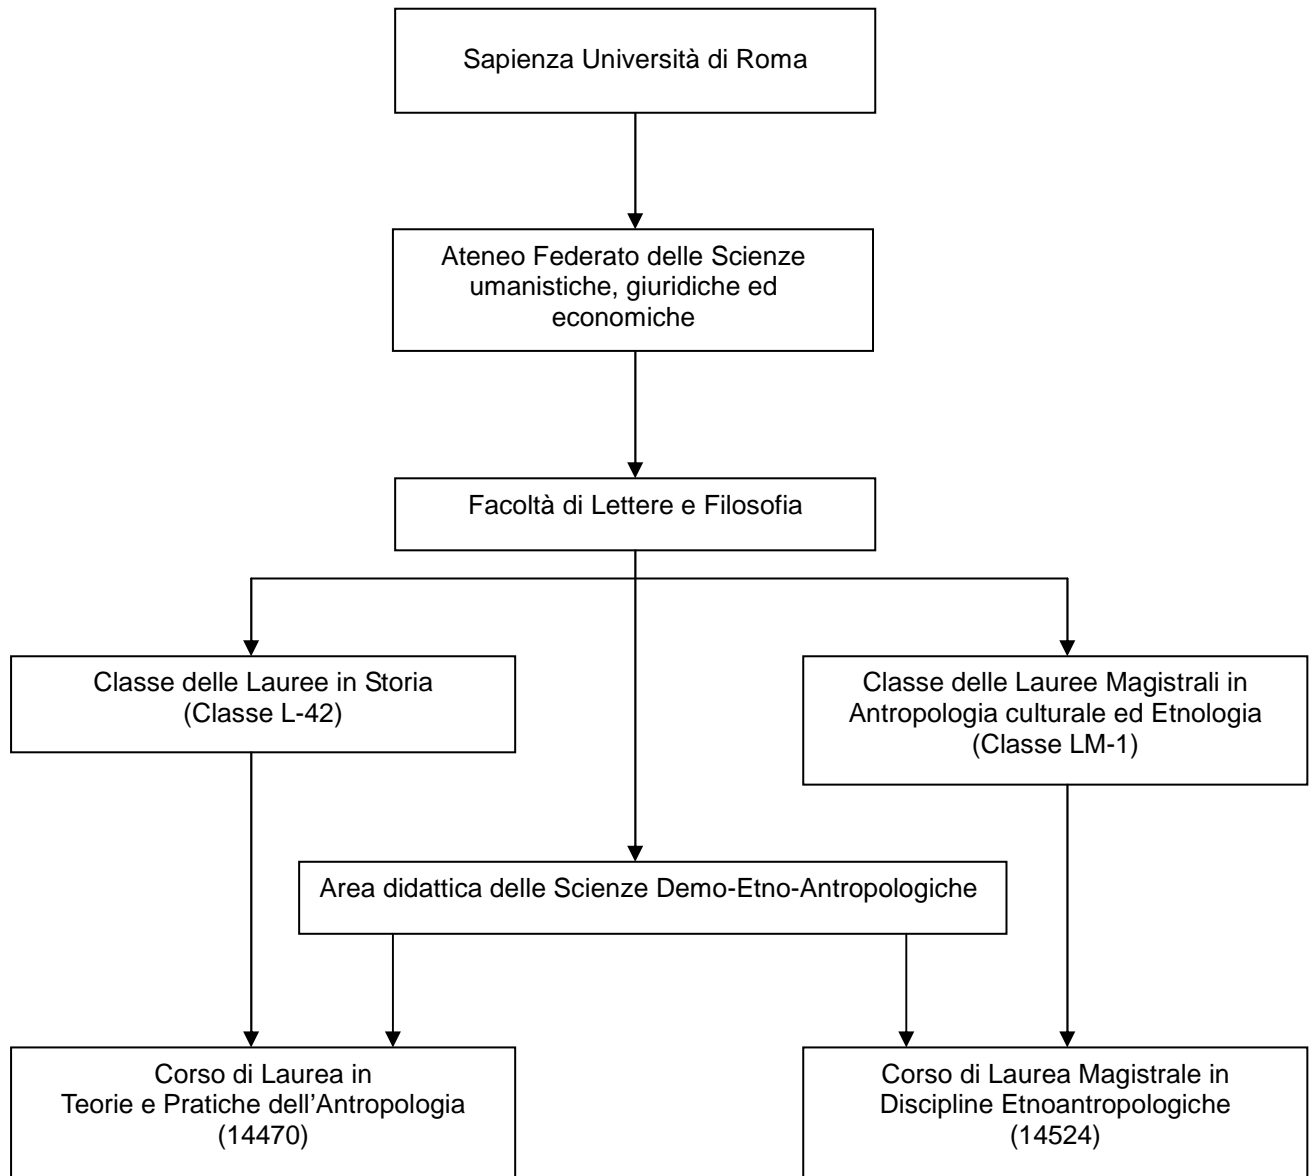 Sapienza Università di Roma
Ateneo Federato delle Scienze
umanistiche, giuridiche ed
economiche
Facoltà di Lettere e Filosofia
Classe delle Lauree in Storia
(Classe L-42)
Classe delle Lauree Magistrali in
Antropologia culturale ed Etnologia
(Classe LM-1)
Area didattica delle Scienze Demo-Etno-Antropologiche
Corso di Laurea in
Teorie e Pratiche dell’Antropologia
(14470)
Corso di Laurea Magistrale in
Discipline Etnoantropologiche
(14524)